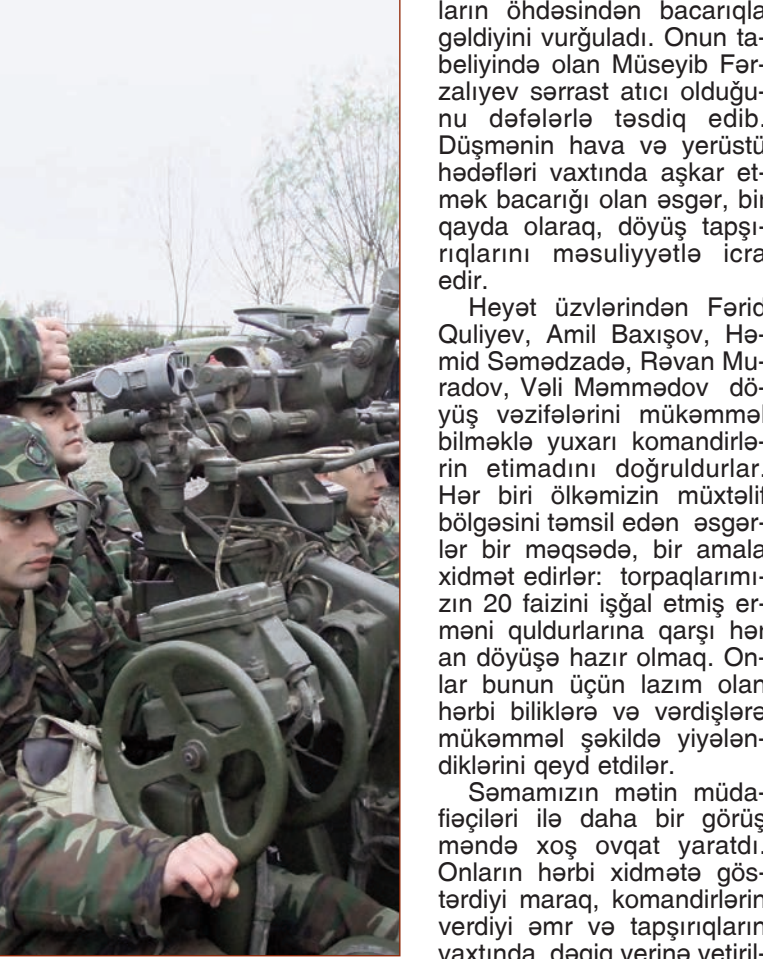 ların öhdəsindən bacarıqla
gəldiyini vurğuladı. Onun ta-
beliyində olan Müseyib Fər-
zalıyev sərrast atıcı olduğu-
nu dəfələrlə təsdiq edib.
Düşmənin hava və yerüstü
hədəfləri vaxtında aşkar et-
mək bacarığı olan əsgər, bir
qayda olaraq, döyüş tapşı-
rıqlarını məsuliyyətlə icra
edir.
Heyət üzvlərindən Fərid
Quliyev, Amil Baxışov, Hə-
mid Səmədzadə, Rəvan Mu-
radov, Vəli Məmmədov dö-
yüş vəzifələrini mükəmməl
bilməklə yuxarı komandirlə-
rin etimadını doğruldurlar.
Hər biri ölkəmizin müxtəlif
bölgəsini təmsil edən əsgər-
lər bir məqsədə, bir amala
xidmət edirlər: torpaqlarımı-
zın 20 faizini işğal etmiş er-
məni quldurlarına qarşı hər
an döyüşə hazır olmaq. On-
lar bunun üçün lazım olan
hərbi biliklərə və vərdişlərə
mükəmməl şəkildə yiyələn-
diklərini qeyd etdilər.
Səmamızın mətin müda-
fiəçiləri ilə daha bir görüş
məndə xoş ovqat yaratdı.
Onların hərbi xidmətə gös-
tərdiyi maraq, komandirlərin
verdiyi əmr və tapşırıqların
vaxtında, dəqiq yerinə yetiril-